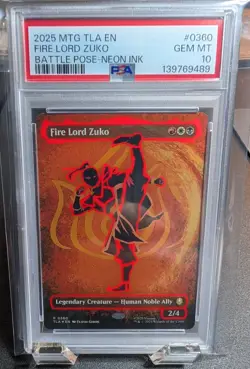 2025 MTG TLA EN
#0360
FIRE LORD ZUKO
GEM MT
BATTLE POSE-NEON INK
10
PSA
139769489
Fire Lord Zuko
Legendary Creature — Human Noble Ally
2/4